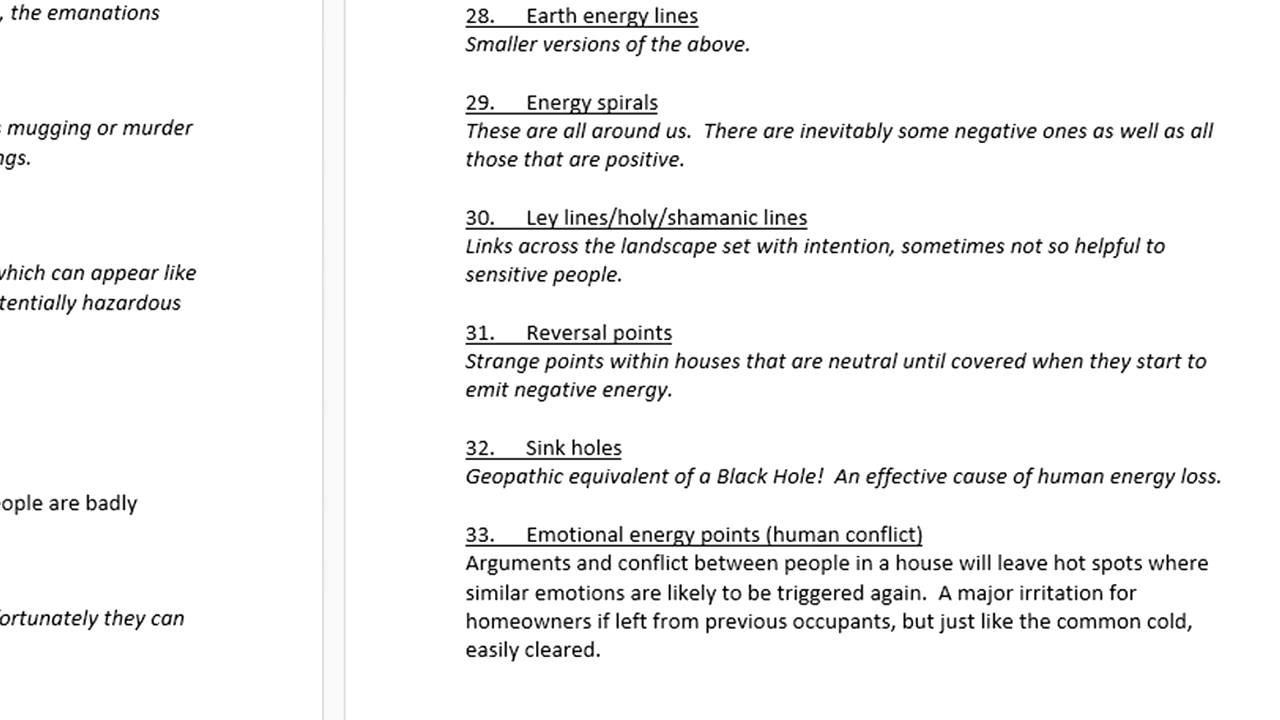 , the emanations
mugging or murder
ngs.
which can appear like
tentially hazardous
eople are badly
fortunately they can
28. Earth energy lines
Smaller versions of the above.
29. Energy spirals
These are all around us. There are inevitably some negative ones as well as all
those that are positive.
30. Ley lines/holy/shamanic lines
Links across the landscape set with intention, sometimes not so helpful to
sensitive people.
31. Reversal points
Strange points within houses that are neutral until covered when they start to
emit negative energy.
32. Sink holes
Geopathic equivalent of a Black Hole! An effective cause of human energy loss.
33. Emotional energy points (human conflict)
Arguments and conflict between people in a house will leave hot spots where
similar emotions are likely to be triggered again. A major irritation for
homeowners if left from previous occupants, but just like the common cold,
easily cleared.